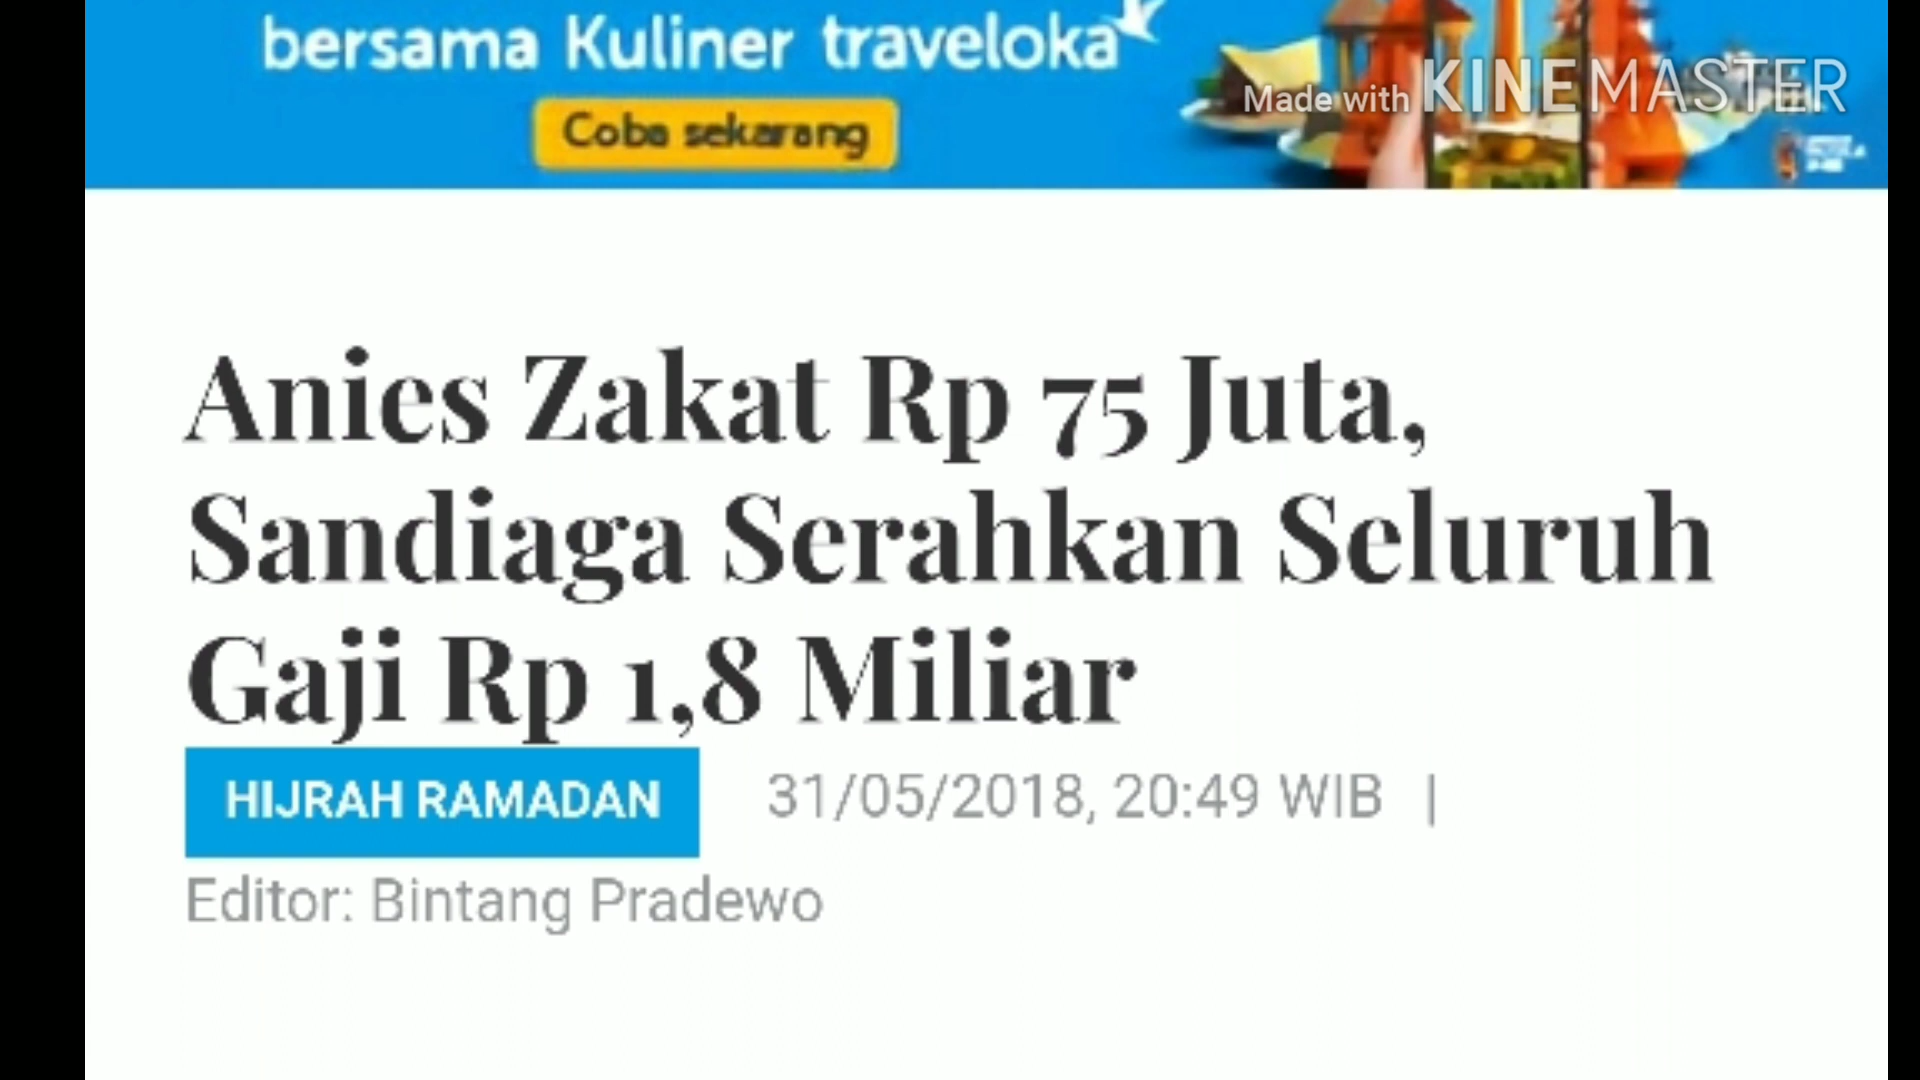 bersama Kuliner traveloka
Made with KINEMASTER
Coba sekarang
Anies Zakat Rp 75 Juta,
Sandiaga Serahkan Seluruh
Gaji Rp 1,8 Miliar
HIJRAH RAMADAN 31/05/2018, 20:49 WIB |
Editor: Bintang Pradewo